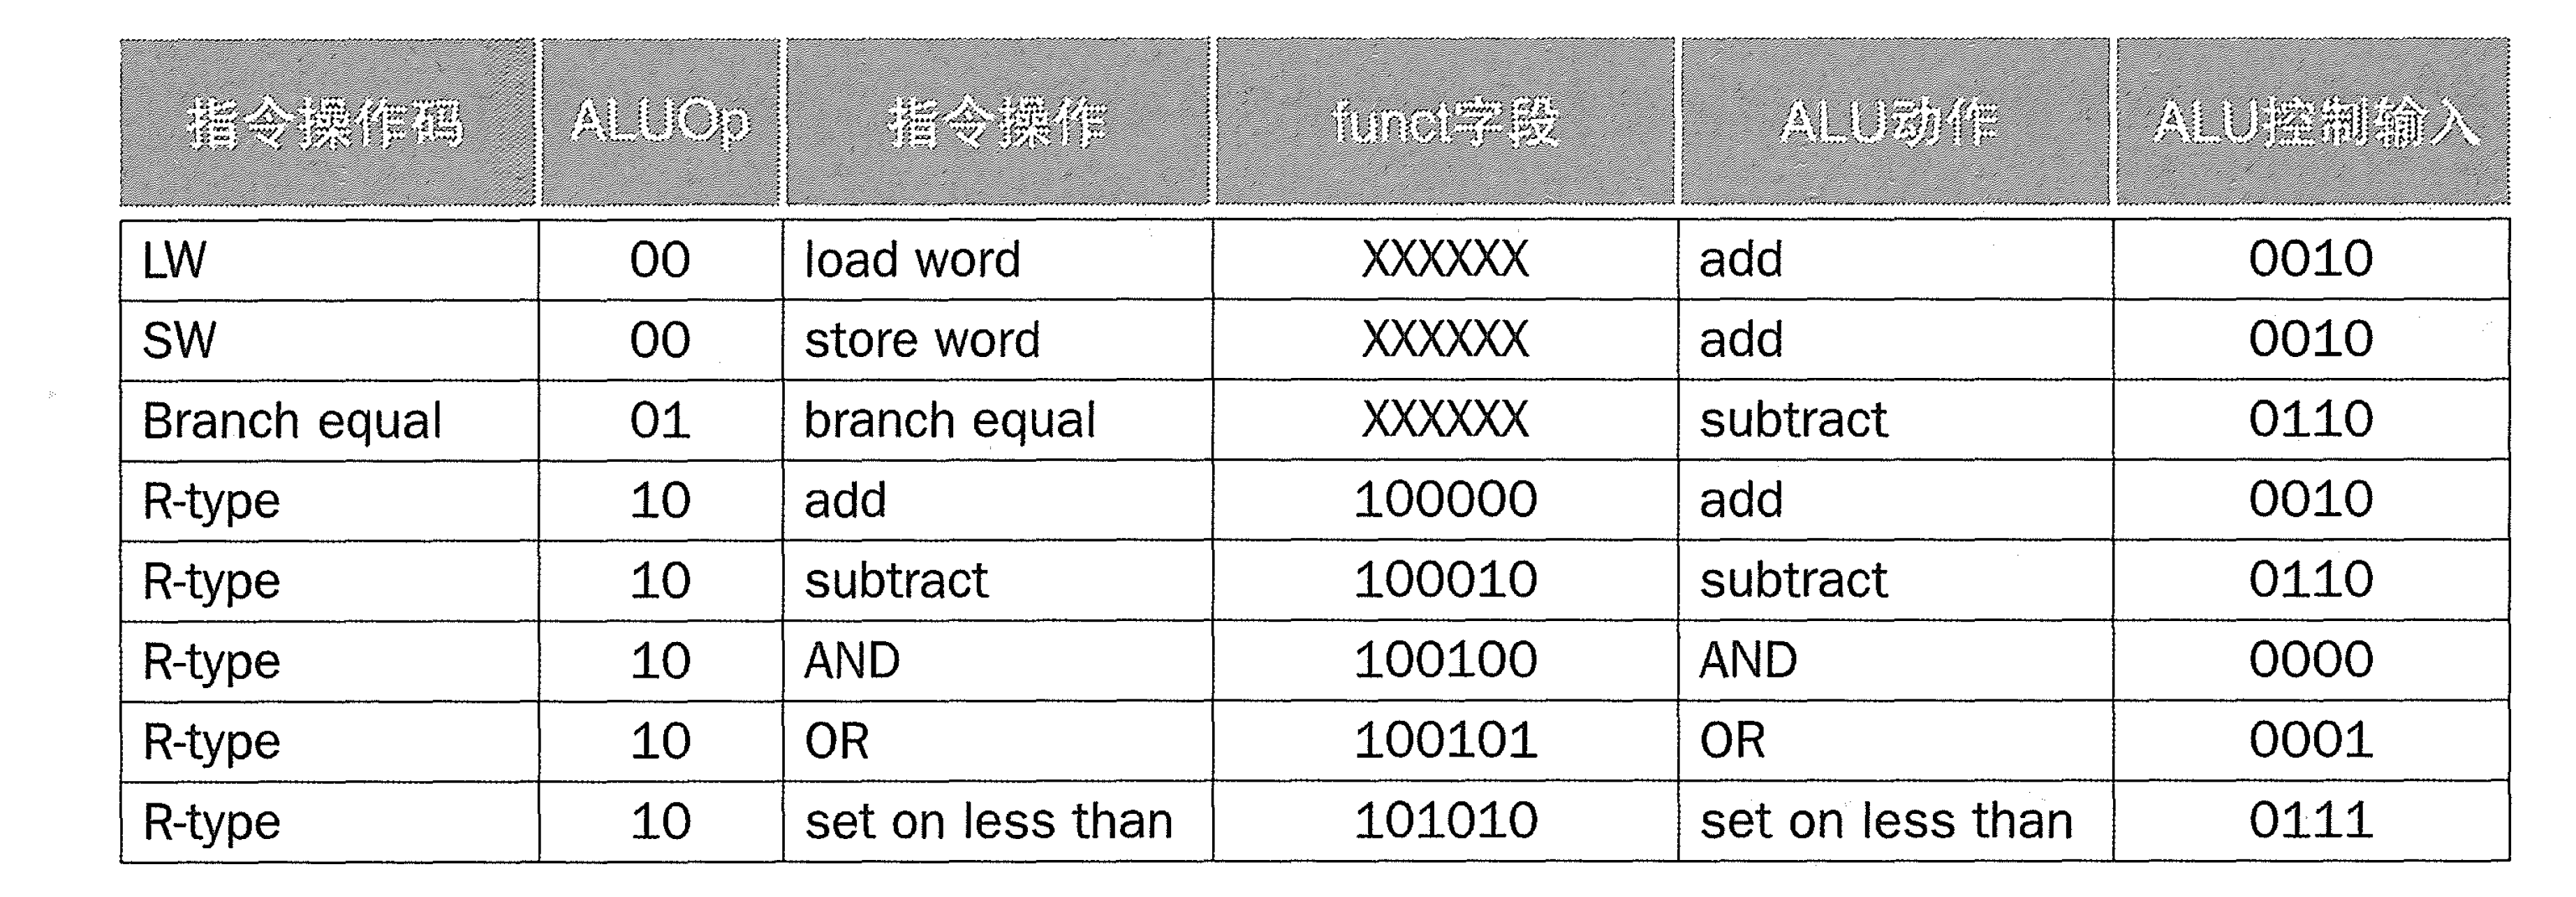 指令操作码 ALUOp 指令操作 funct字段 ALU动作 ALU控制输入
LW 00 load word XXXXXX add 0010
SW 00 store word XXXXXX add 0010
Branch equal 01 branch equal XXXXXX subtract 0110
R-type 10 add 100000 add 0010
R-type 10 subtract 100010 subtract 0110
R-type 10 AND 100100 AND 0000
R-type 10 OR 100101 OR 0001
R-type 10 set on less than 101010 set on less than 0111